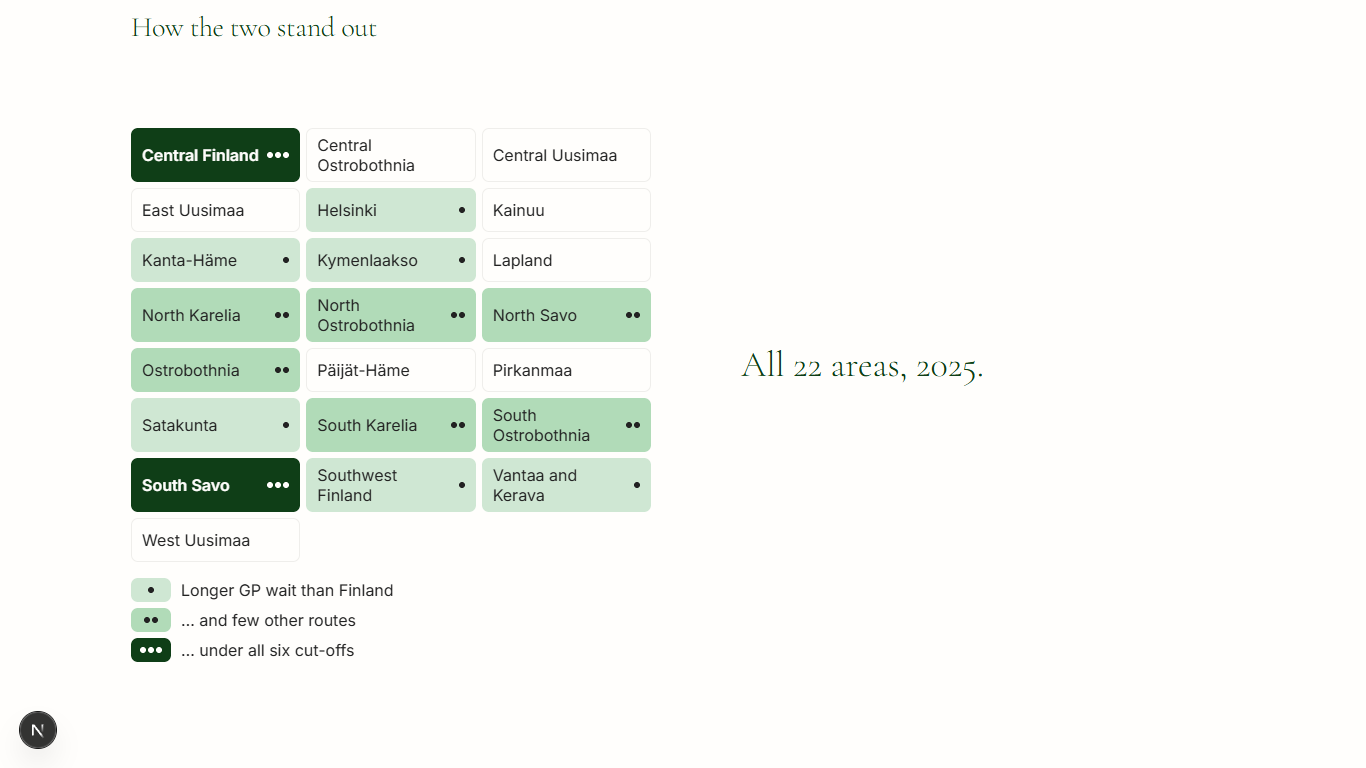 How the two stand out
Central Finland •••
Central
Ostrobothnia
Central Uusimaa
East Uusimaa
Helsinki •
Kainuu
Kanta-Häme •
Kymenlaakso •
Lapland
North Karelia ••
North
Ostrobothnia ••
North Savo ••
Ostrobothnia ••
Päijät-Häme
Pirkanmaa
Satakunta •
South Karelia ••
South
Ostrobothnia ••
South Savo •••
Southwest
Finland •
Vantaa and
Kerava •
West Uusimaa
• Longer GP wait than Finland
•• ... and few other routes
••• ... under all six cut-offs
All 22 areas, 2025.
N